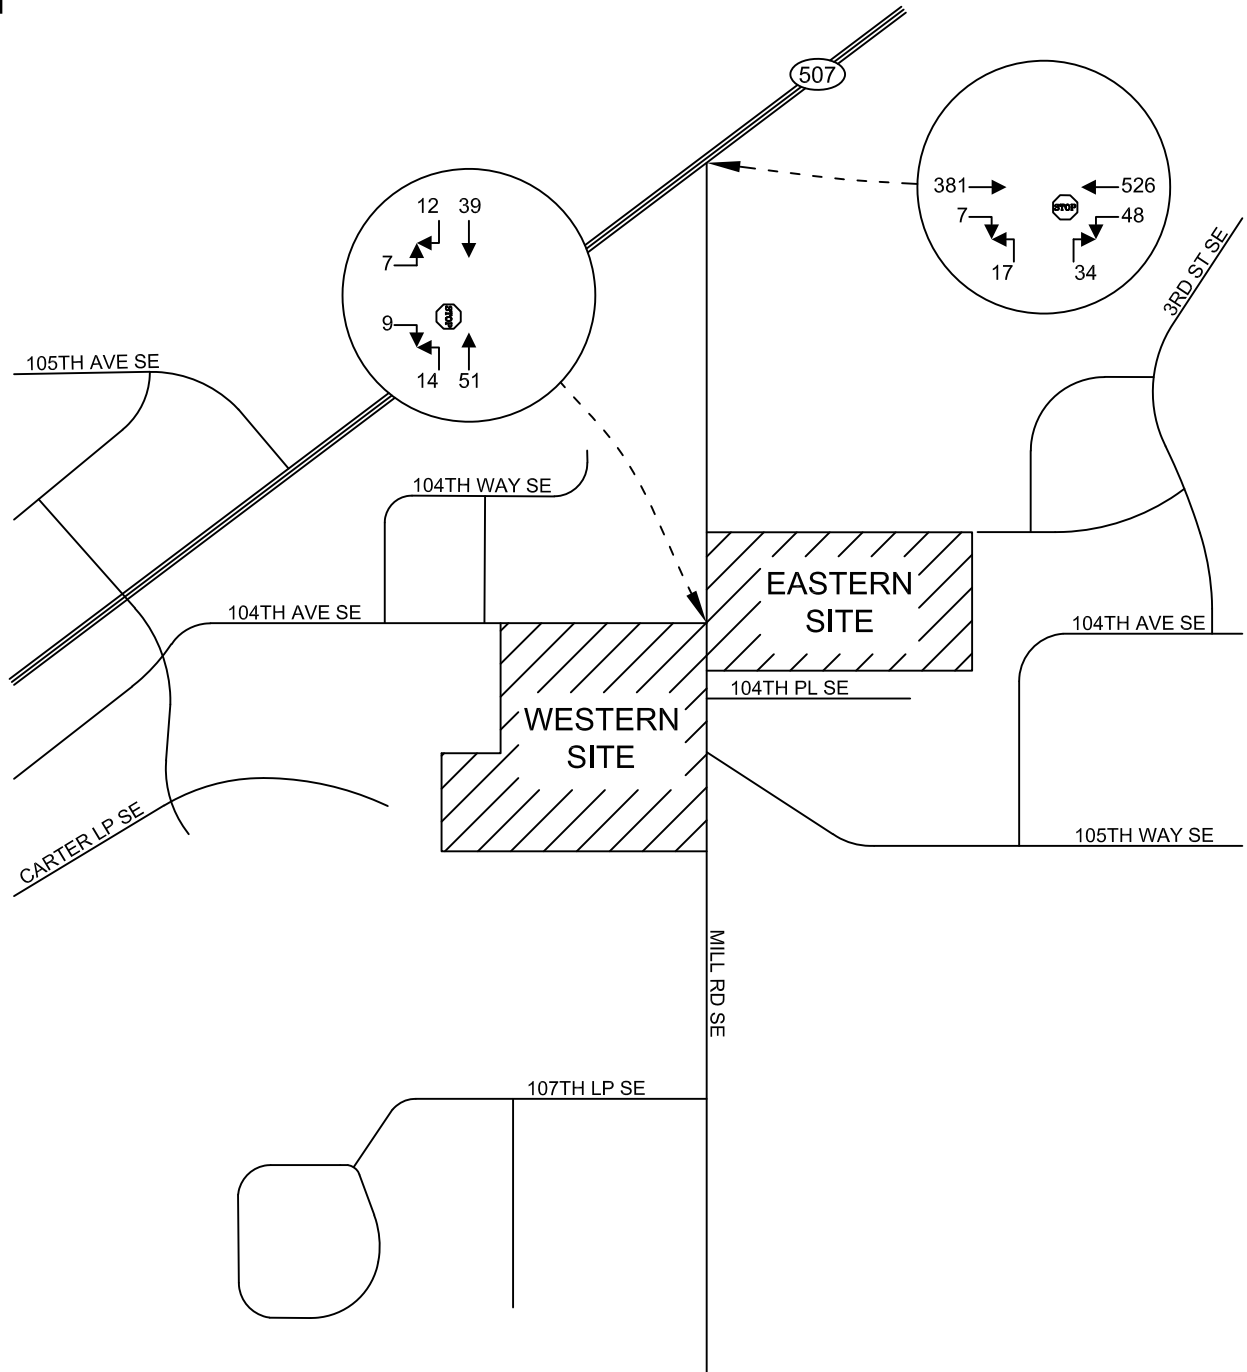 507
381
526
STOP
7
48
17
34
12
39
7
STOP
9
14
51
3RD ST SE
105TH AVE SE
104TH WAY SE
EASTERN
SITE
104TH AVE SE
104TH AVE SE
104TH PL SE
WESTERN
SITE
CARTER LP SE
105TH WAY SE
MILL RD SE
107TH LP SE